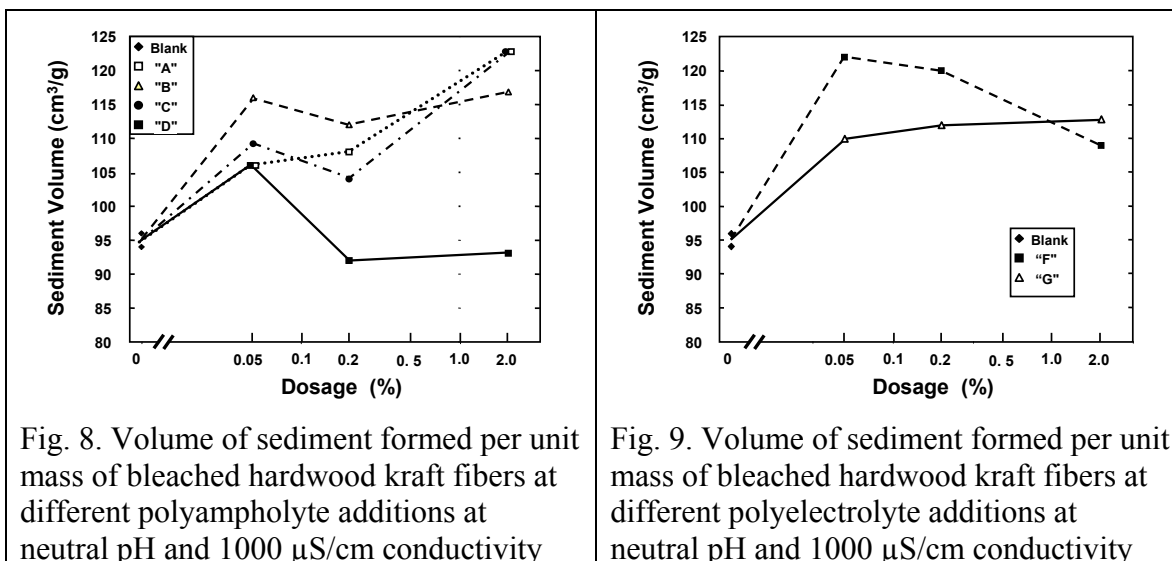 125
120
115
110
105
100
95
90
85
80
Sediment Volume (cm³/g)
Blank
"A"
"B"
"C"
"D"
0
0.05
0.1
0.2
0. 5
1.0
2.0
Dosage (%)
Fig. 8. Volume of sediment formed per unit
mass of bleached hardwood kraft fibers at
different polyampholyte additions at
neutral pH and 1000 µS/cm conductivity
125
120
115
110
105
100
95
90
85
80
Sediment Volume (cm³/g)
Blank
“F"
“G"
0
0.05
0.1
0.2
0. 5
1.0
2.0
Dosage (%)
Fig. 9. Volume of sediment formed per unit
mass of bleached hardwood kraft fibers at
different polyelectrolyte additions at
neutral pH and 1000 µS/cm conductivity